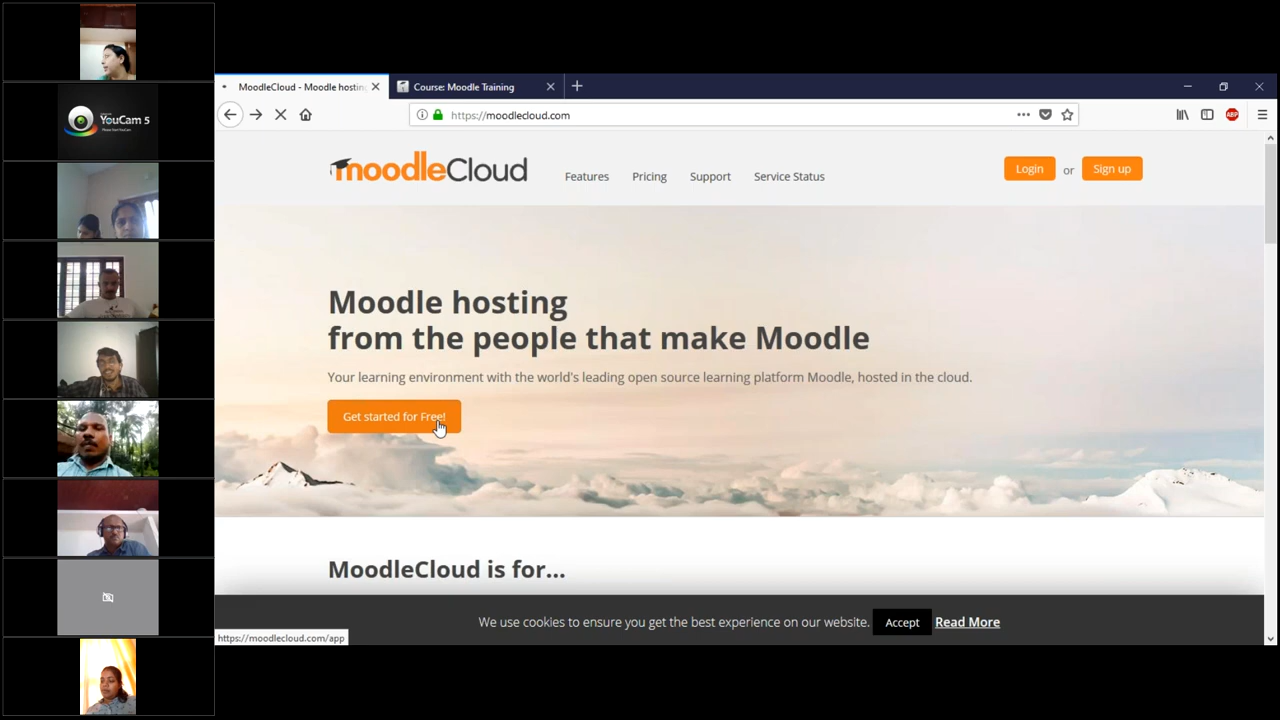 YouCam 5
MoodleCloud - Moodle hostin
Course: Moodle Training
https://moodlecloud.com
ABP
moodleCloud
Features
Pricing
Support
Service Status
Login or Sign up
Moodle hosting
from the people that make Moodle
Your learning environment with the world's leading open source learning platform Moodle, hosted in the cloud.
Get started for Free!
MoodleCloud is for...
We use cookies to ensure you get the best experience on our website. Accept Read More
https://moodlecloud.com/app